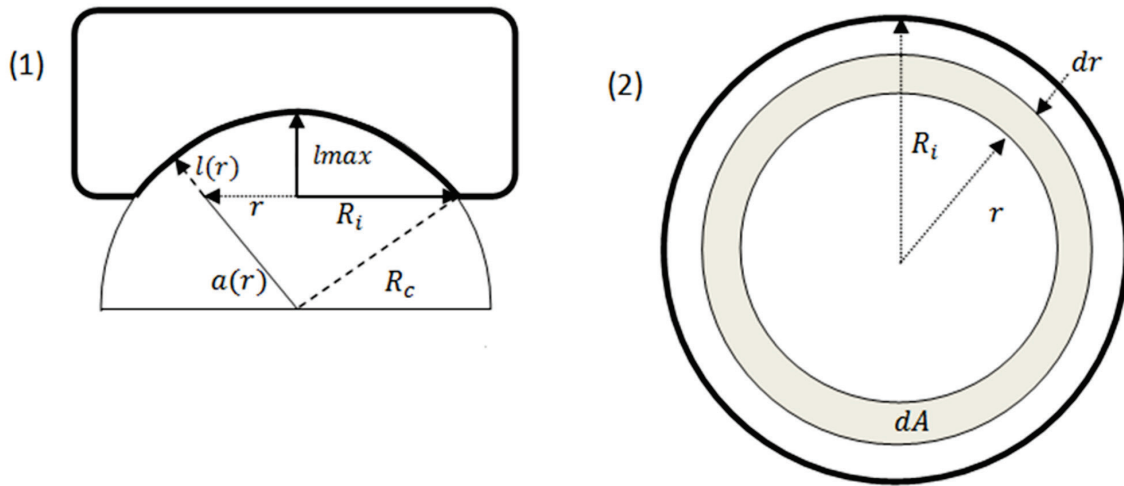 (1)
lmax
l(r)
r
R_i
a(r)
R_c
(2)
dr
R_i
r
dA